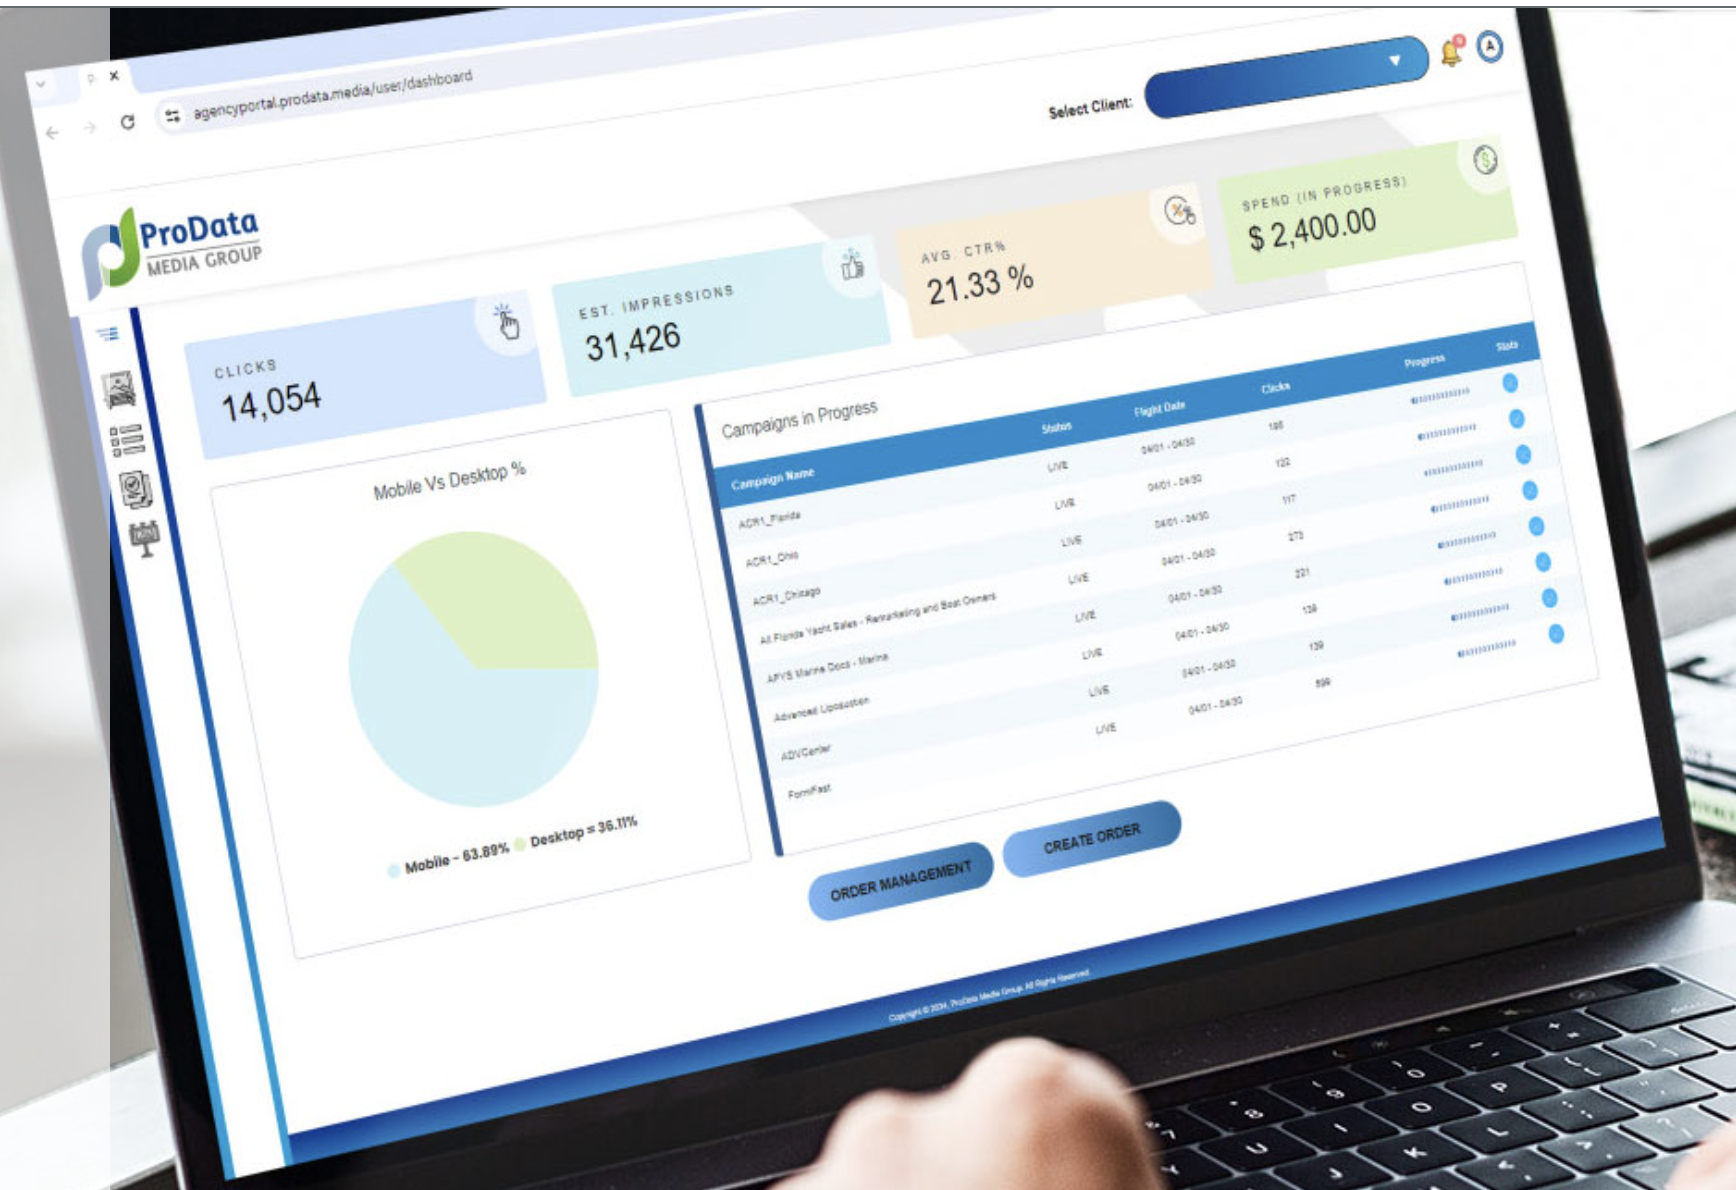 agencyportal.prodata.media/user/dashboard
Select Client:
A
ProData
MEDIA GROUP
CLICKS
14,054
EST. IMPRESSIONS
31,426
AVG. CTR%
21.33 %
SPEND (IN PROGRESS)
$ 2,400.00
Mobile Vs Desktop %
Mobile - 63.89% Desktop = 36.11%
Campaigns in Progress
Campaign Name Status Flight Date Clicks Progress Stats
ACR1_Florida LIVE 04/01 - 04/30 198
ACR1_Ohio LIVE 04/01 - 04/30 132
ACR1_Chicago LIVE 04/01 - 04/30 117
All Florida Yacht Sales - Remarketing and Boat Owners LIVE 04/01 - 04/30 273
AFYS Marine Docs - Marine LIVE 04/01 - 04/30 221
Advanced Liposuction LIVE 04/01 - 04/30 139
ADVCenter LIVE 04/01 - 04/30 139
FormFast LIVE 04/01 - 04/30
ORDER MANAGEMENT CREATE ORDER
Copyright © 2024, ProData Media Group. All Rights Reserved.